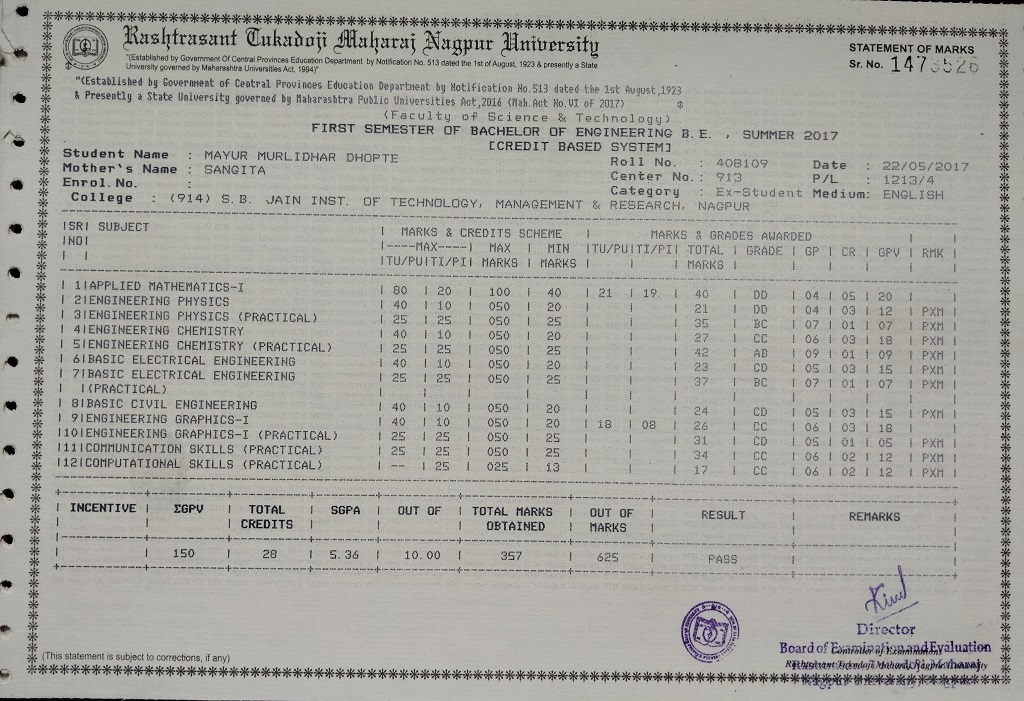 Rashtrasant Tukadoji Maharaj Nagpur University
"(Established by Government Of Central Provinces Education Department by Notification No. 513 dated the 1st of August, 1923 & presently a State
University governed by Maharashtra Universities Act, 1994)"
STATEMENT OF MARKS
Sr. No. 1473526
"(Established by Government of Central Provinces Education Department by Notification No.513 dated the 1st August,1923
& Presently a State University governed by Maharashtra Public Universities Act,2016 (Mah.Act No.VI of 2017)
(Faculty of Science & Technology)
FIRST SEMESTER OF BACHELOR OF ENGINEERING B.E. , SUMMER 2017
[CREDIT BASED SYSTEM]
Student Name : MAYUR MURLIDHAR DHOPTE Roll No. : 408109 Date : 22/05/2017
Mother's Name : SANGITA Center No.: 913 P/L : 1213/4
Enrol. No. : Category : Ex-Student Medium: ENGLISH
College : (914) S.B. JAIN INST. OF TECHNOLOGY, MANAGEMENT & RESEARCH, NAGPUR
|SR| SUBJECT | MARKS & CREDITS SCHEME | MARKS & GRADES AWARDED | |
|NO| |----MAX----| MAX | MIN |TU/PU|TI/PI| TOTAL | GRADE | GP | CR | GPV | RMK |
| | |TU/PU|TI/PI| MARKS | MARKS | | | MARKS | | | | | |
| 1|APPLIED MATHEMATICS-I | 80 | 20 | 100 | 40 | 21 | 19 | 40 | DD | 04 | 05 | 20 | |
| 2|ENGINEERING PHYSICS | 40 | 10 | 050 | 20 | | | 21 | DD | 04 | 03 | 12 | PXM |
| 3|ENGINEERING PHYSICS (PRACTICAL) | 25 | 25 | 050 | 25 | | | 35 | BC | 07 | 01 | 07 | PXM |
| 4|ENGINEERING CHEMISTRY | 40 | 10 | 050 | 20 | | | 27 | CC | 06 | 03 | 18 | PXM |
| 5|ENGINEERING CHEMISTRY (PRACTICAL) | 25 | 25 | 050 | 25 | | | 42 | AB | 09 | 01 | 09 | PXM |
| 6|BASIC ELECTRICAL ENGINEERING | 40 | 10 | 050 | 20 | | | 23 | CD | 05 | 03 | 15 | PXM |
| 7|BASIC ELECTRICAL ENGINEERING | 25 | 25 | 050 | 25 | | | 37 | BC | 07 | 01 | 07 | PXM |
| |(PRACTICAL) | | | | | | | | | | | | |
| 8|BASIC CIVIL ENGINEERING | 40 | 10 | 050 | 20 | | | 24 | CD | 05 | 03 | 15 | PXM |
| 9|ENGINEERING GRAPHICS-I | 40 | 10 | 050 | 20 | 18 | 08 | 26 | CC | 06 | 03 | 18 | |
|10|ENGINEERING GRAPHICS-I (PRACTICAL) | 25 | 25 | 050 | 25 | | | 31 | CD | 05 | 01 | 05 | PXM |
|11|COMMUNICATION SKILLS (PRACTICAL) | 25 | 25 | 050 | 25 | | | 34 | CC | 06 | 02 | 12 | PXM |
|12|COMPUTATIONAL SKILLS (PRACTICAL) | -- | 25 | 025 | 13 | | | 17 | CC | 06 | 02 | 12 | PXM |
| INCENTIVE | ΣGPV | TOTAL | SGPA | OUT OF | TOTAL MARKS | OUT OF | RESULT | REMARKS |
| | | CREDITS | | | OBTAINED | MARKS | | |
| | 150 | 28 | 5.36 | 10.00 | 357 | 625 | PASS | |
Director
Board of Examination and Evaluation
(This statement is subject to corrections, if any)